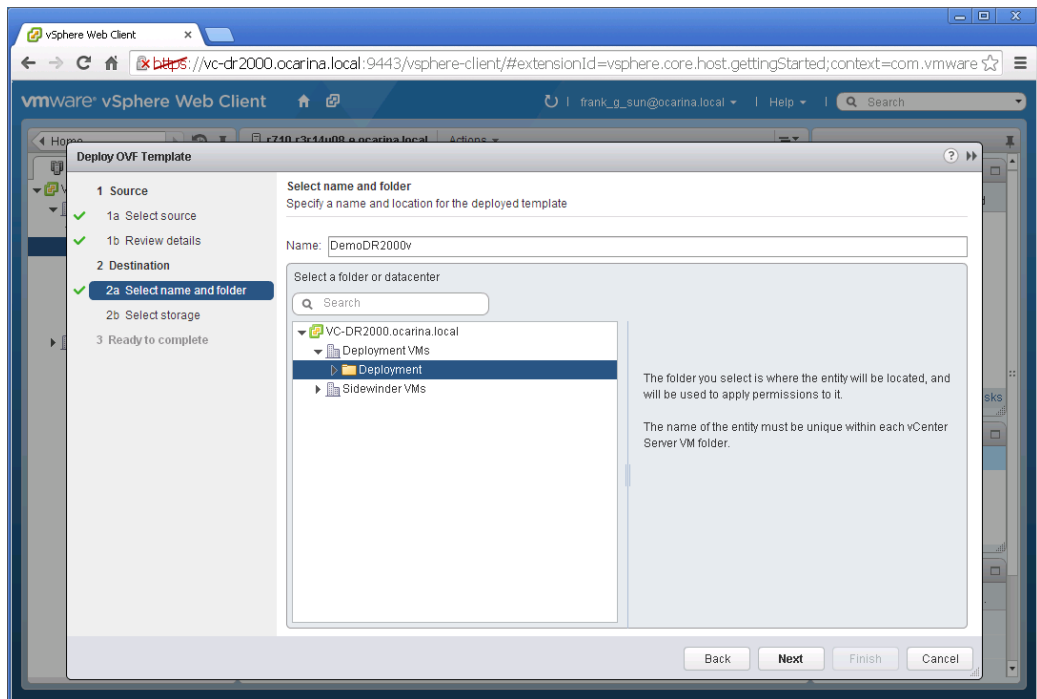 vSphere Web Client
https://vc-dr2000.ocarina.local:9443/vsphere-client/#extensionId=vsphere.core.host.gettingStarted;context=com.vmware
vmware® vSphere Web Client
frank_g_sun@ocarina.local
Help
Search
Home
r710.r3r14u08.e.ocarina.local
Actions
Deploy OVF Template
1 Source
1a Select source
1b Review details
2 Destination
2a Select name and folder
2b Select storage
3 Ready to complete
Select name and folder
Specify a name and location for the deployed template
Name: DemoDR2000v
Select a folder or datacenter
Search
VC-DR2000.ocarina.local
Deployment VMs
Deployment
Sidewinder VMs
The folder you select is where the entity will be located, and
will be used to apply permissions to it.
The name of the entity must be unique within each vCenter
Server VM folder.
sks
Back
Next
Finish
Cancel